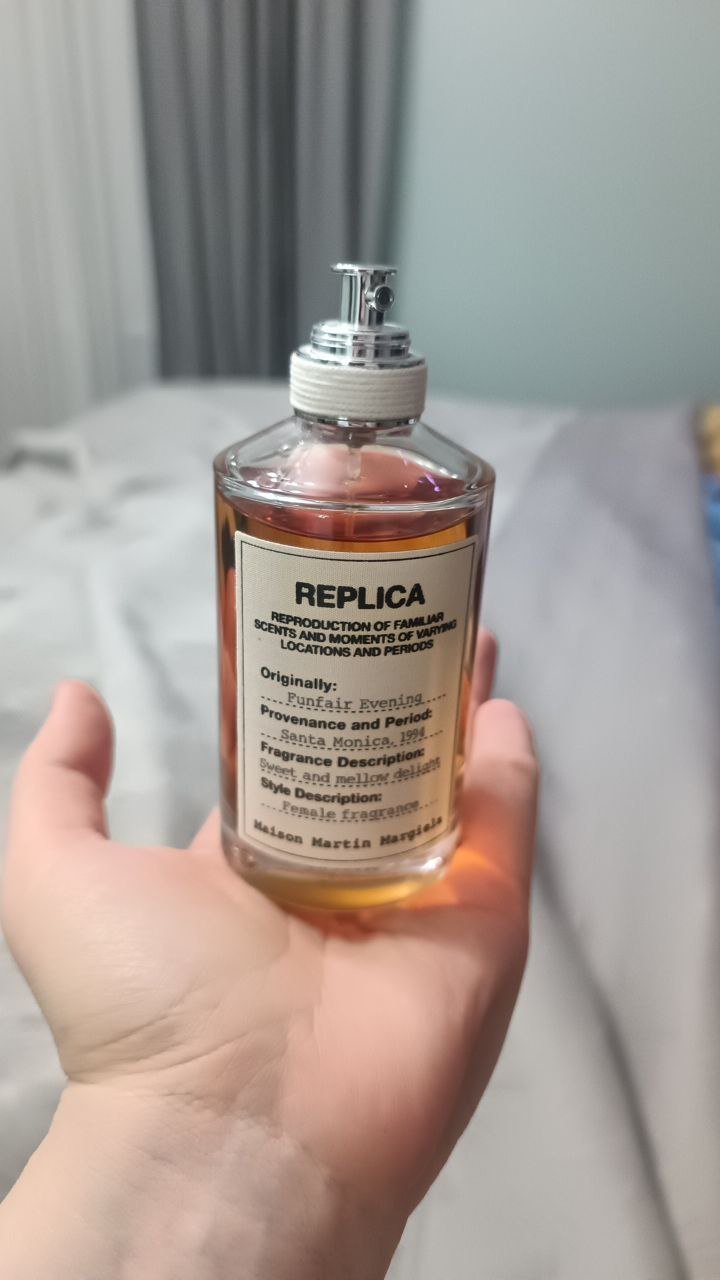 REPLICA
REPRODUCTION OF FAMILIAR
SCENTS AND MOMENTS OF VARYING
LOCATIONS AND PERIODS
Originally:
Funfair Evening
Provenance and Period:
Santa Monica, 1994
Fragrance Description:
Sweet and mellow delight
Style Description:
Female fragrance
Maison Martin Margiela